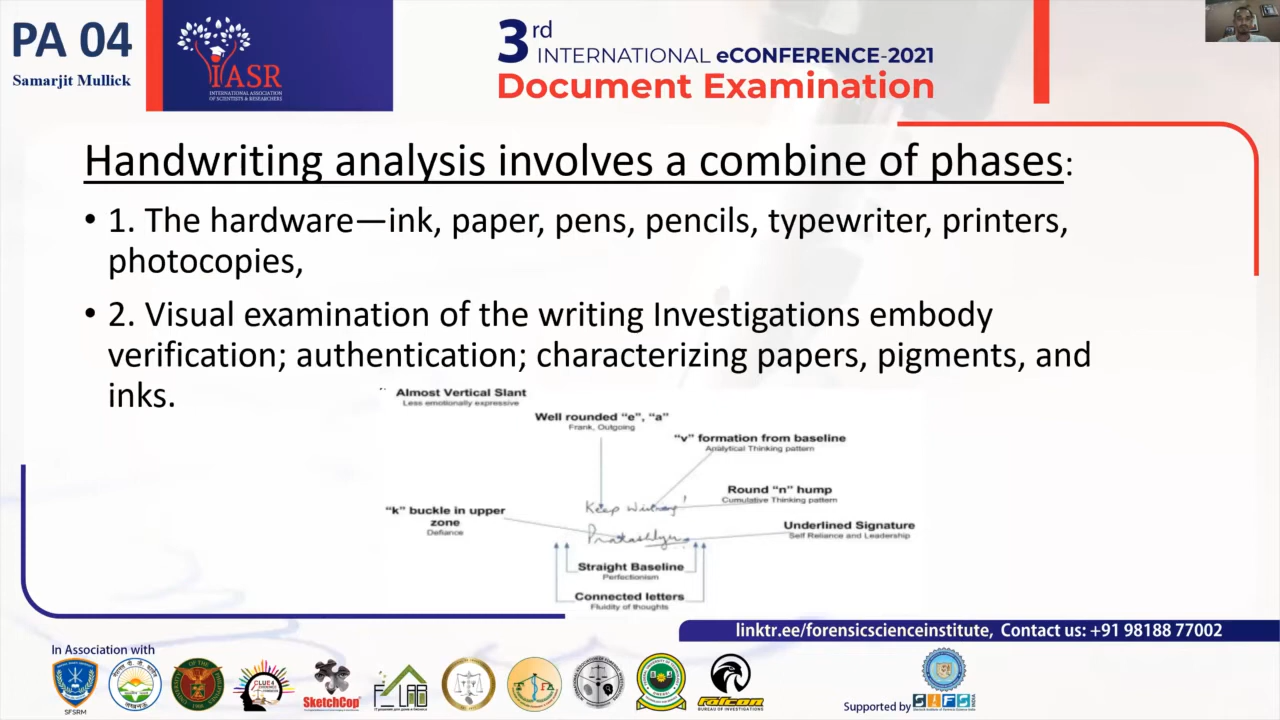 PA 04
Samarjit Mullick
IASR
INTERNATIONAL ASSOCIATION
OF SCIENTISTS & RESEARCHERS
3rd
INTERNATIONAL eCONFERENCE-2021
Document Examination
Handwriting analysis involves a combine of phases:
• 1. The hardware—ink, paper, pens, pencils, typewriter, printers,
photocopies,
• 2. Visual examination of the writing Investigations embody
verification; authentication; characterizing papers, pigments, and
inks.
Almost Vertical Slant
Less emotionally expressive
Well rounded "e", "a"
Frank, Outgoing
"v" formation from baseline
Analytical Thinking pattern
Round "n" hump
Cumulative Thinking pattern
"k" buckle in upper
zone
Defiance
Keep
Underlined Signature
Self Reliance and Leadership
Straight Baseline
Perfectionism
Connected letters
Fluidity of thoughts
linktr.ee/forensicscienceinstitute, Contact us: +91 98188 77002
In Association with
SFSRM
CLUE4
SketchCop
LAB
falcon
BUREAU OF INVESTIGATIONS
Supported by
SIFS
INDIA